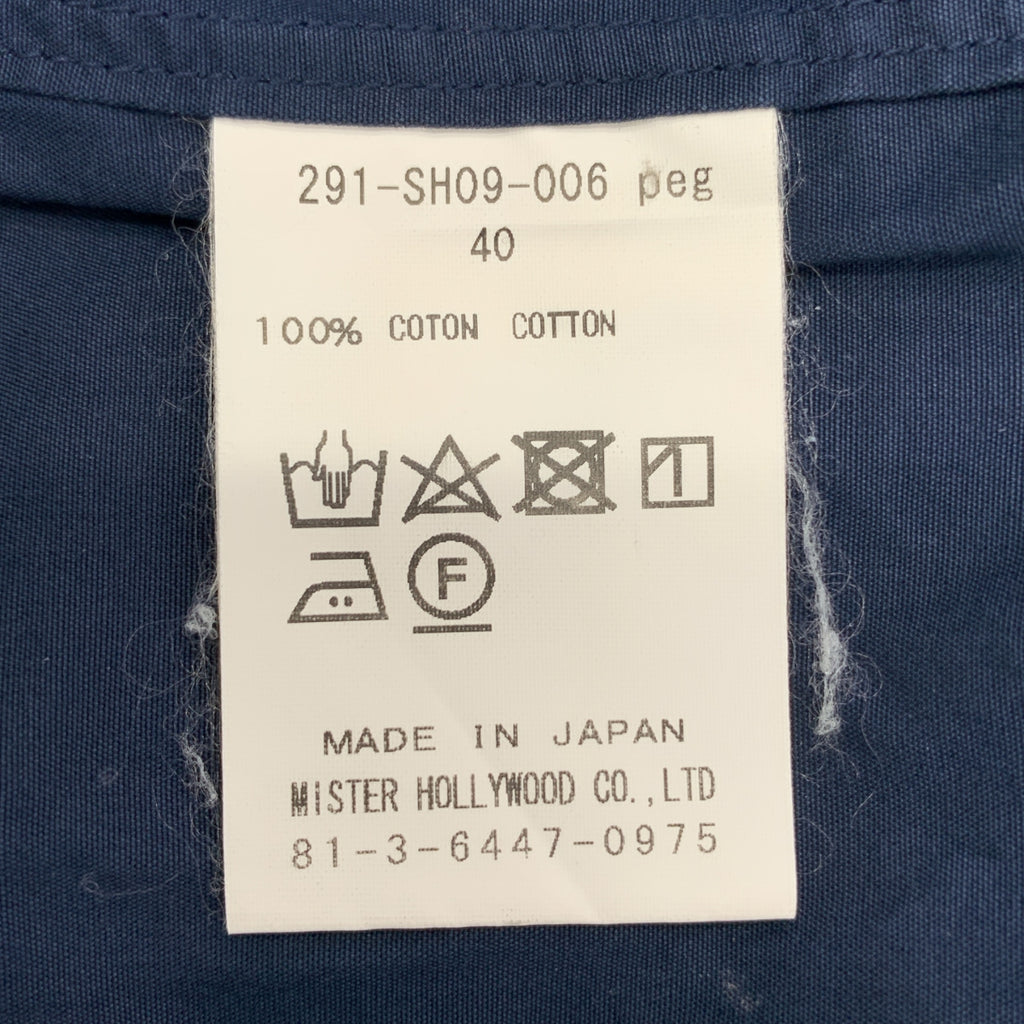 291-SH09-006 peg
40
100% COTON COTTON
F
MADE IN JAPAN
MISTER HOLLYWOOD CO.,LTD
81-3-6447-0975